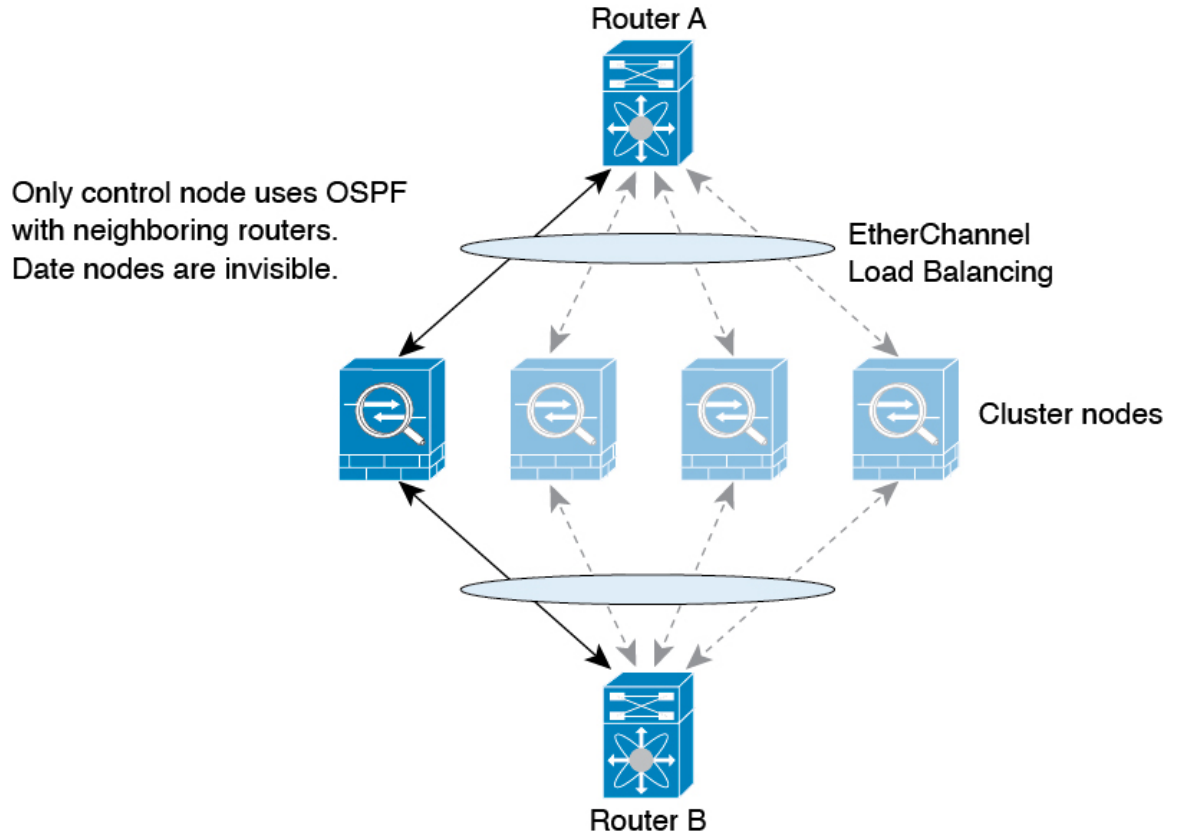 Router A
Only control node uses OSPF
with neighboring routers.
Date nodes are invisible.
EtherChannel
Load Balancing
Cluster nodes
Router B